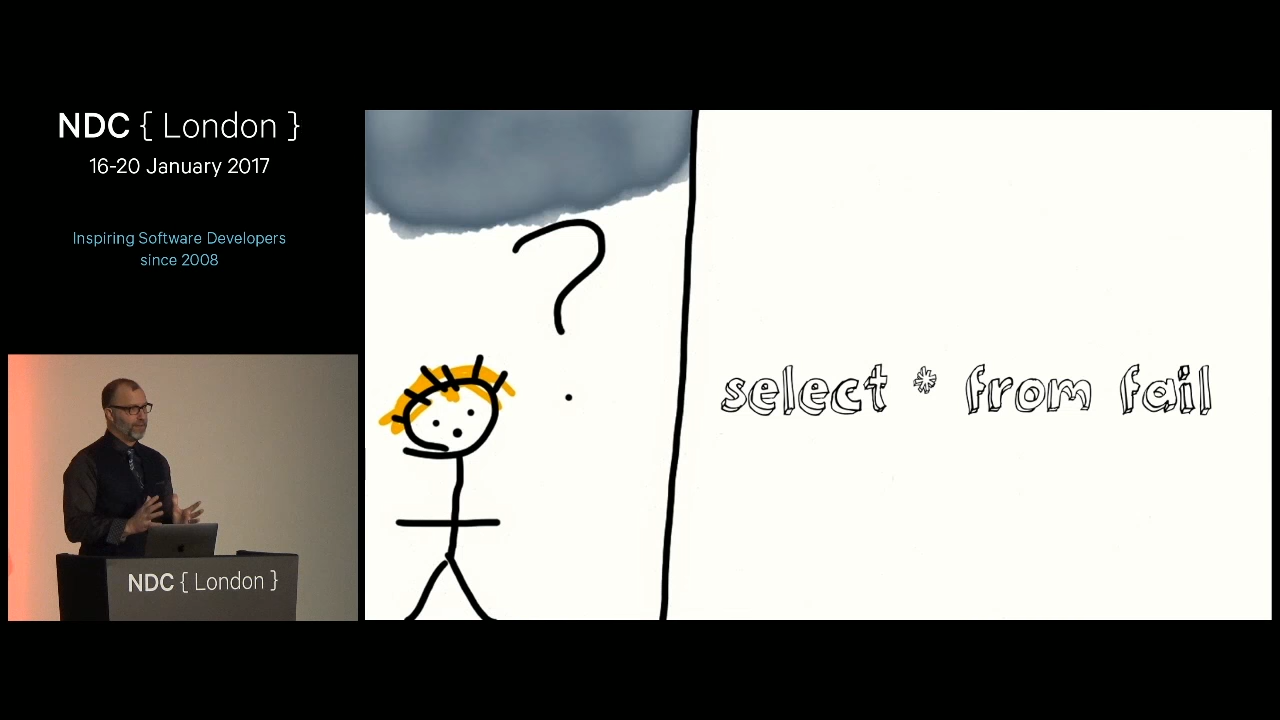 NDC { London }
16-20 January 2017
Inspiring Software Developers
since 2008
NDC { London }
?
select * from fail